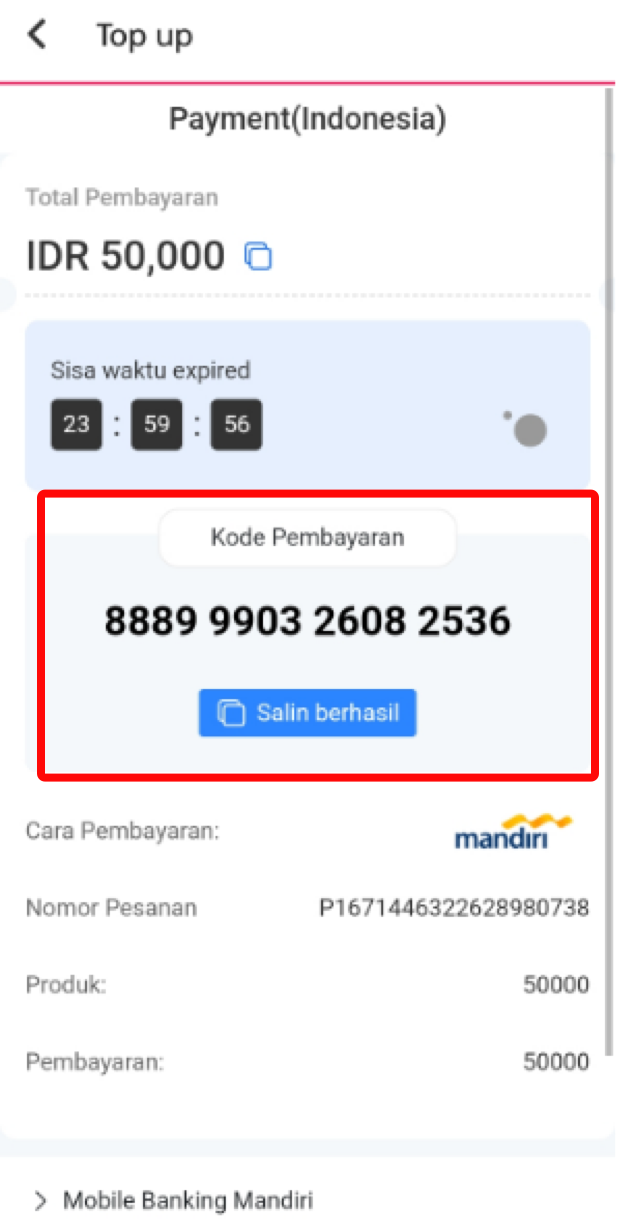 Top up
Payment(Indonesia)
Total Pembayaran
IDR 50,000
Sisa waktu expired
23 : 59 : 56
Kode Pembayaran
8889 9903 2608 2536
Salin berhasil
Cara Pembayaran: mandırı
Nomor Pesanan P1671446322628980738
Produk: 50000
Pembayaran: 50000
Mobile Banking Mandiri